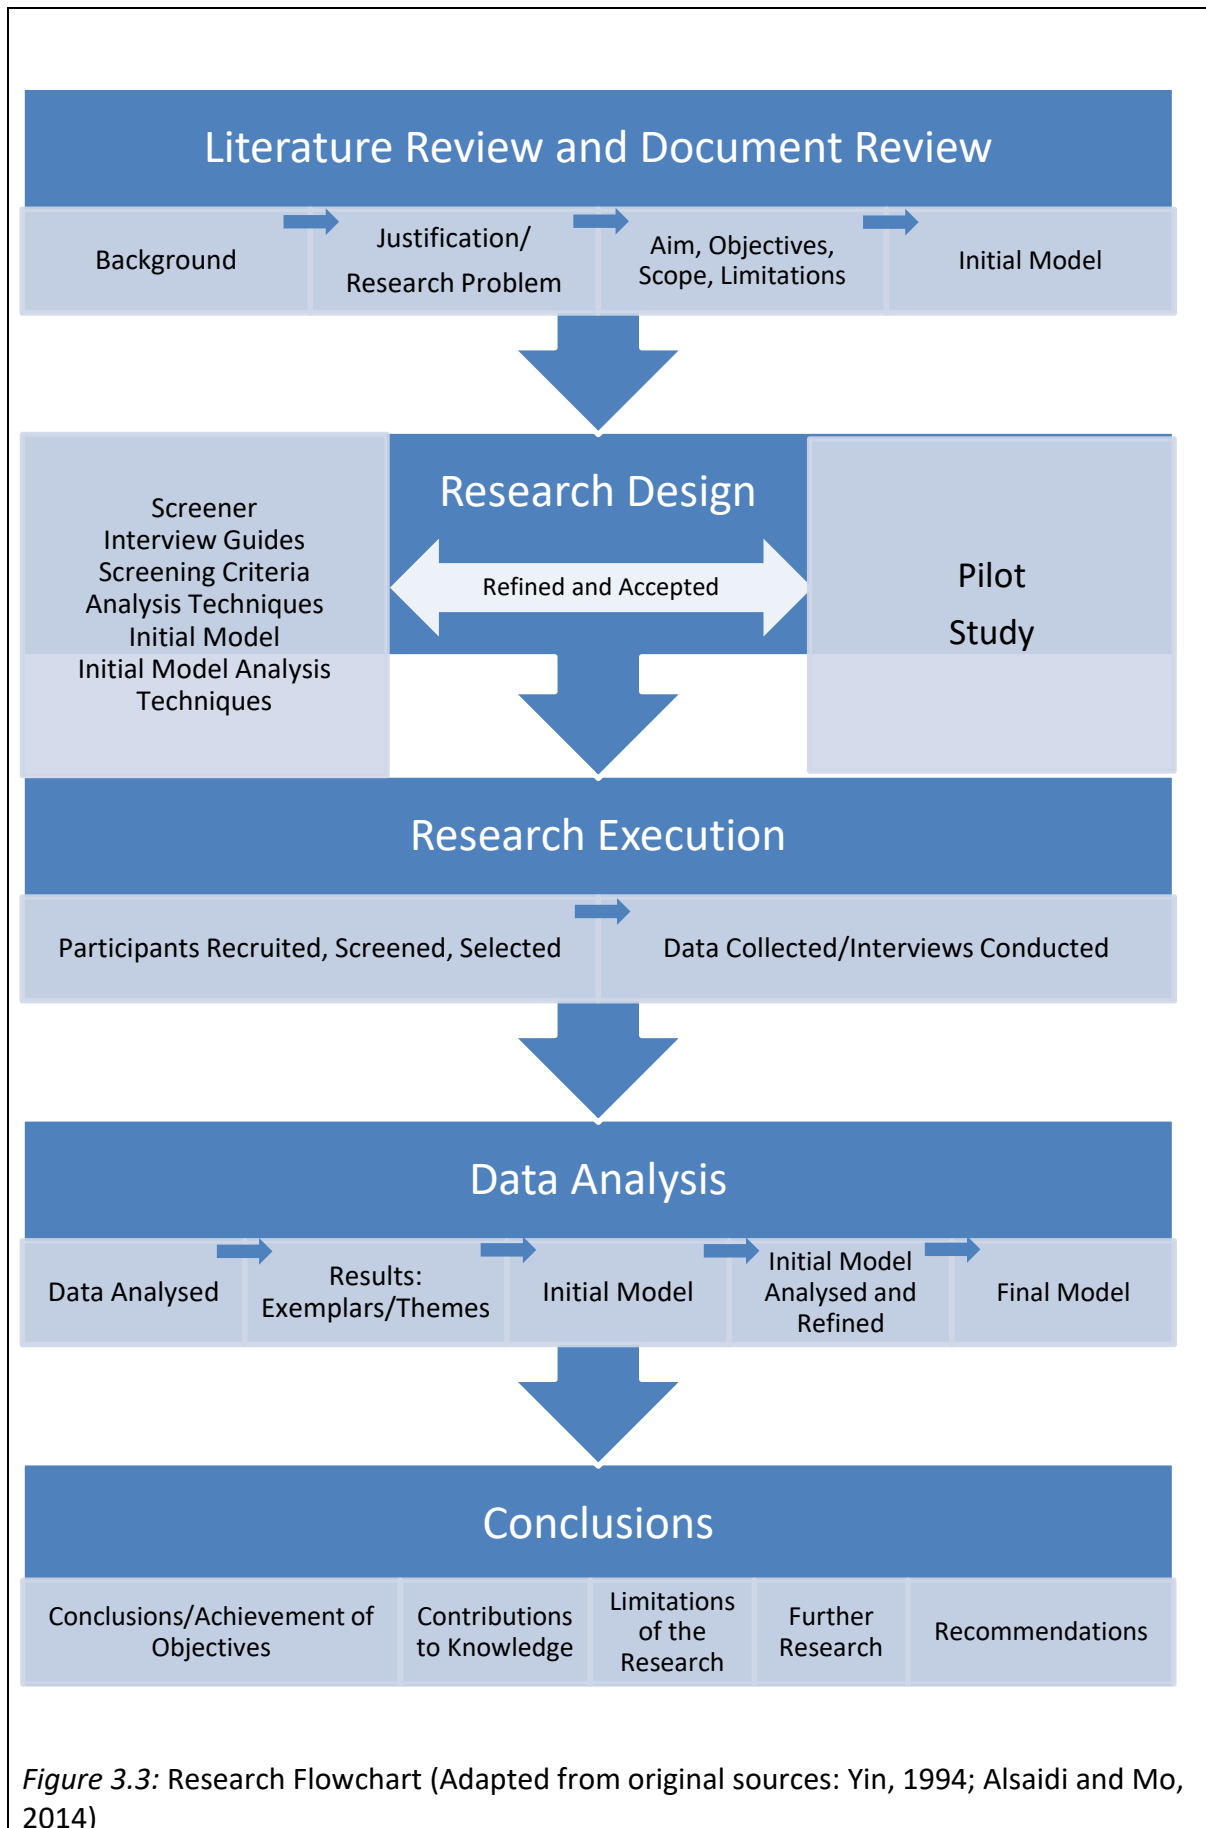 Literature Review and Document Review
Background
Justification/
Research Problem
Aim, Objectives,
Scope, Limitations
Initial Model
Research Design
Screener
Interview Guides
Screening Criteria
Analysis Techniques
Initial Model
Initial Model Analysis
Techniques
Refined and Accepted
Pilot
Study
Research Execution
Participants Recruited, Screened, Selected
Data Collected/Interviews Conducted
Data Analysis
Data Analysed
Results:
Exemplars/Themes
Initial Model
Initial Model
Analysed and
Refined
Final Model
Conclusions
Conclusions/Achievement of
Objectives
Contributions
to Knowledge
Limitations
of the
Research
Further
Research
Recommendations
Figure 3.3: Research Flowchart (Adapted from original sources: Yin, 1994; Alsaidi and Mo,
2014)